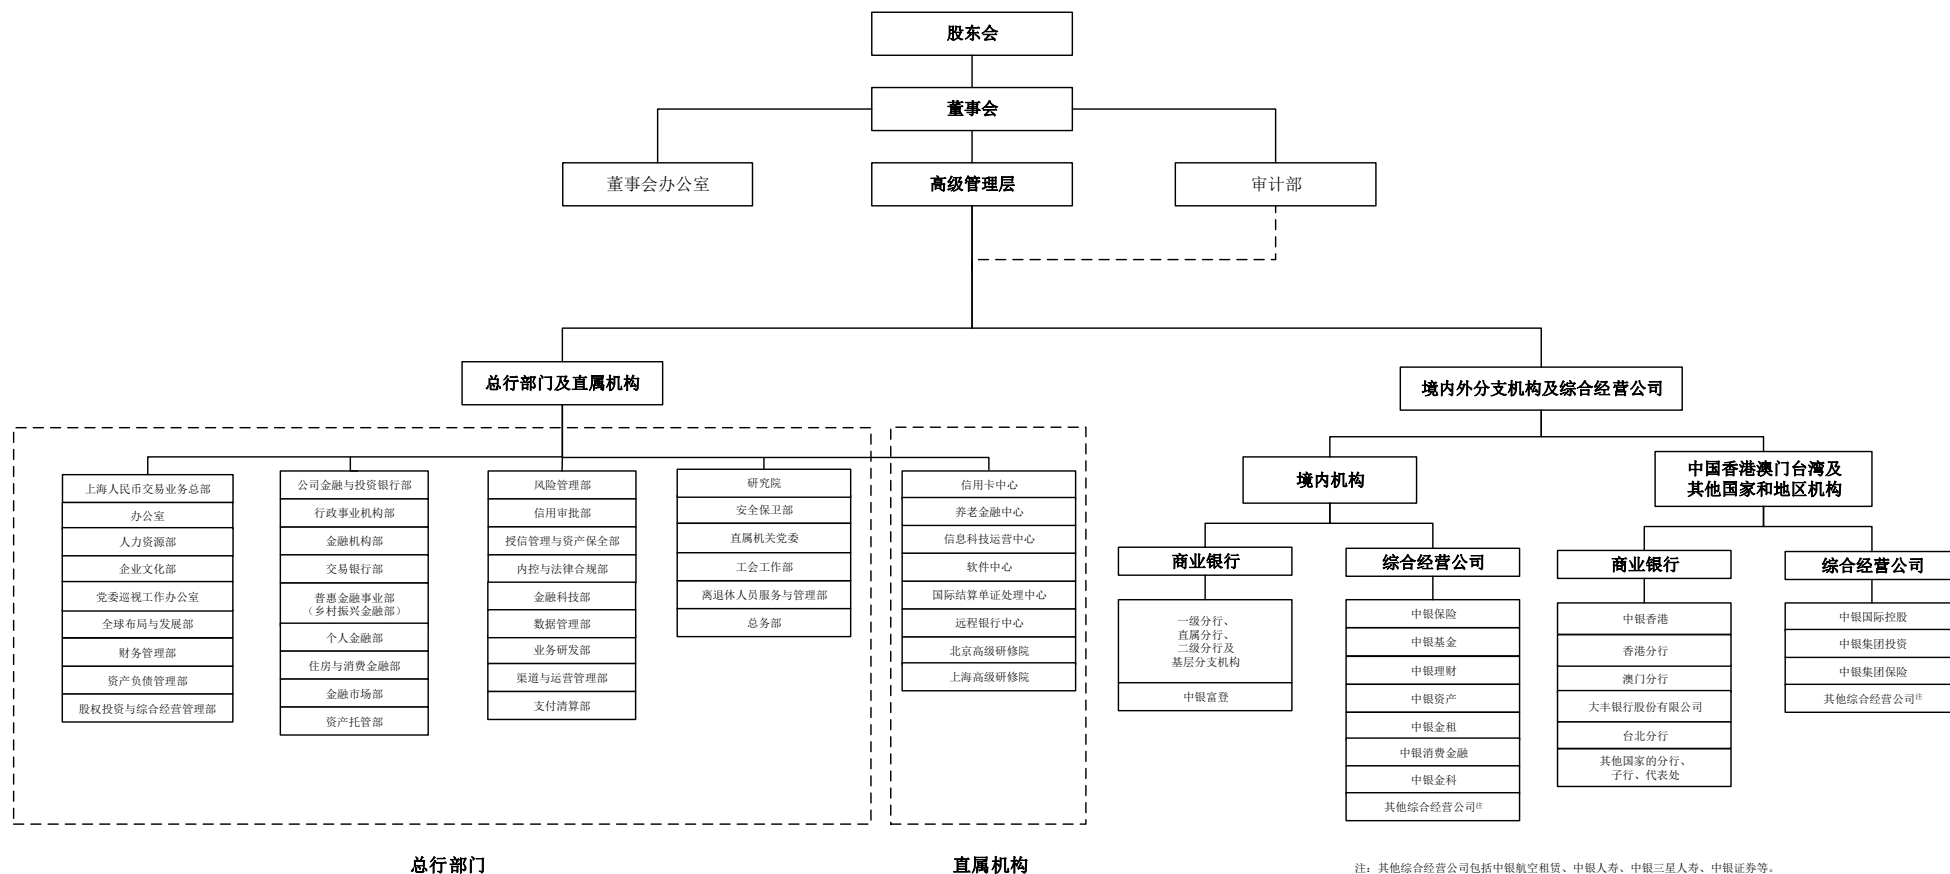 股东会
董事会
董事会办公室
高级管理层
审计部
总行部门及直属机构
境内外分支机构及综合经营公司
上海人民币交易业务总部
办公室
人力资源部
企业文化部
党委巡视工作办公室
全球布局与发展部
财务管理部
资产负债管理部
股权投资与综合经营管理部
公司金融与投资银行部
行政事业机构部
金融机构部
交易银行部
普惠金融事业部
（乡村振兴金融部）
个人金融部
住房与消费金融部
金融市场部
资产托管部
风险管理部
信用审批部
授信管理与资产保全部
内控与法律合规部
金融科技部
数据管理部
业务研发部
渠道与运营管理部
支付清算部
研究院
安全保卫部
直属机关党委
工会工作部
离退休人员服务与管理部
总务部
信用卡中心
养老金融中心
信息科技运营中心
软件中心
国际结算单证处理中心
远程银行中心
北京高级研修院
上海高级研修院
境内机构
商业银行
一级分行、
直属分行、
二级分行及
基层分支机构
中银富登
综合经营公司
中银保险
中银基金
中银理财
中银资产
中银金租
中银消费金融
中银金科
其他综合经营公司注
中国香港澳门台湾及
其他国家和地区机构
商业银行
中银香港
香港分行
澳门分行
大丰银行股份有限公司
台北分行
其他国家的分行、
子行、代表处
综合经营公司
中银国际控股
中银集团投资
中银集团保险
其他综合经营公司注
总行部门
直属机构
注：其他综合经营公司包括中银航空租赁、中银人寿、中银三星人寿、中银证券等。